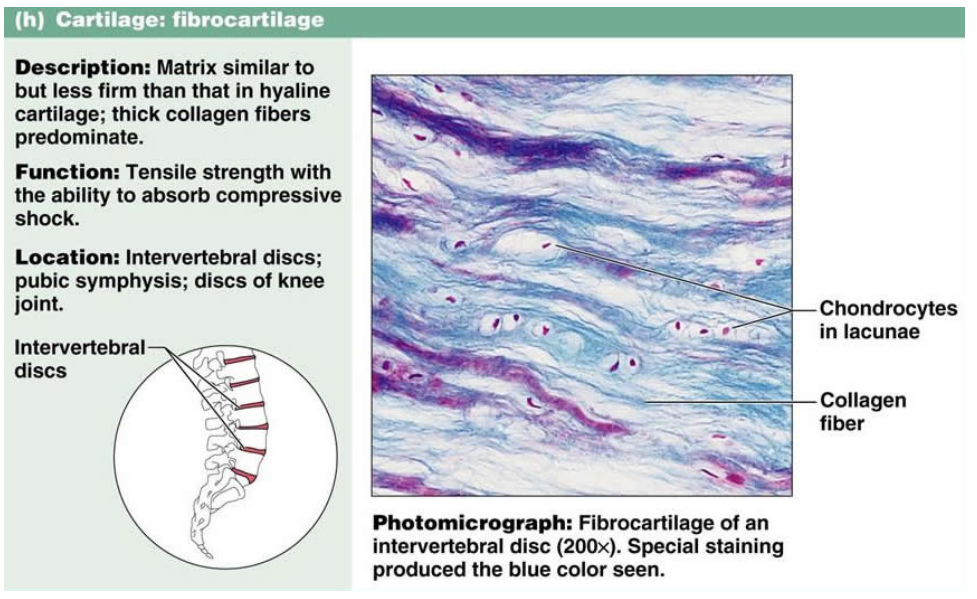 (h) Cartilage: fibrocartilage
Description: Matrix similar to
but less firm than that in hyaline
cartilage; thick collagen fibers
predominate.
Function: Tensile strength with
the ability to absorb compressive
shock.
Location: Intervertebral discs;
pubic symphysis; discs of knee
joint.
Intervertebral
discs
Chondrocytes
in lacunae
Collagen
fiber
Photomicrograph: Fibrocartilage of an
intervertebral disc (200×). Special staining
produced the blue color seen.